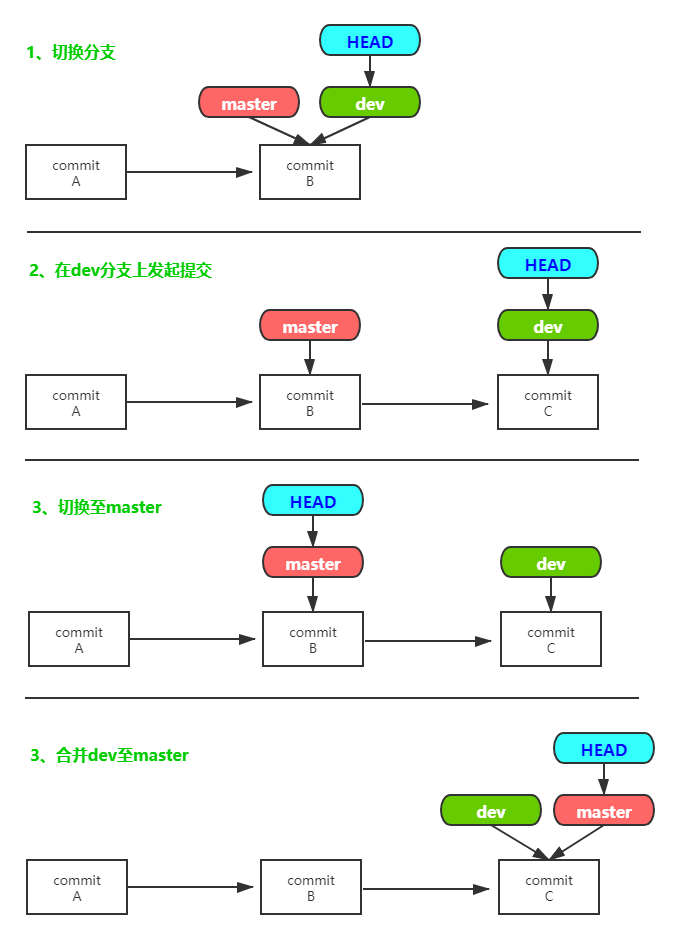 1、切换分支
HEAD
master
dev
commit
A
commit
B
2、在dev分支上发起提交
HEAD
master
dev
commit
A
commit
B
commit
C
3、切换至master
HEAD
master
dev
commit
A
commit
B
commit
C
3、合并dev至master
HEAD
dev
master
commit
A
commit
B
commit
C